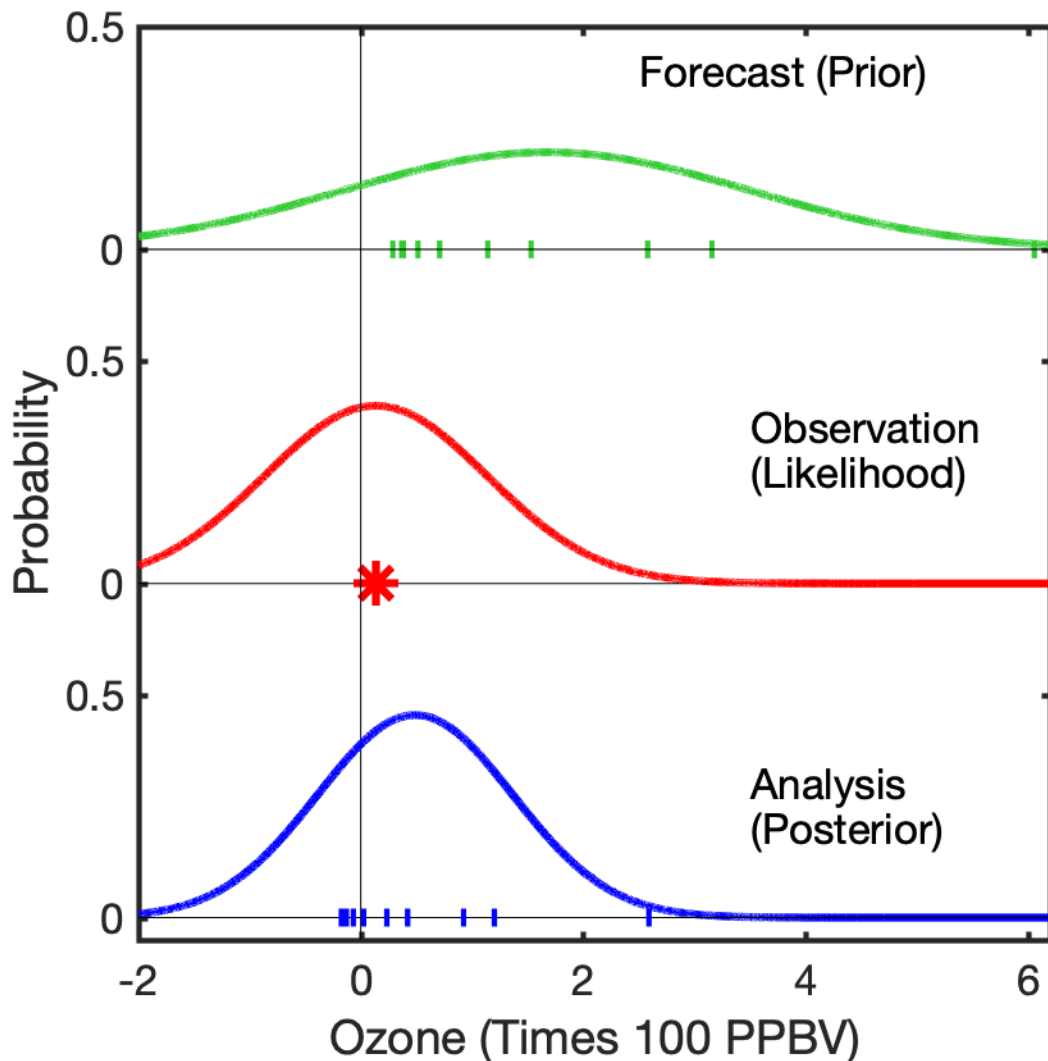 0.5
Forecast (Prior)
0
0.5
Observation
(Likelihood)
0
0.5
Analysis
(Posterior)
0
-2 0 2 4 6
Ozone (Times 100 PPBV)
Probability